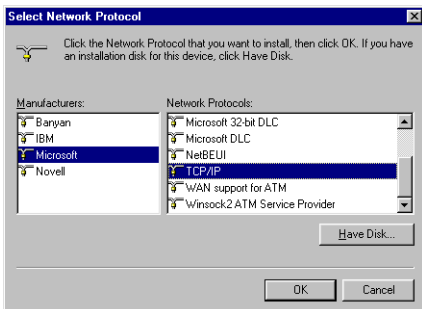 Select Network Protocol
Click the Network Protocol that you want to install, then click OK. If you have
an installation disk for this device, click Have Disk.
Manufacturers:
Banyan
IBM
Microsoft
Novell
Network Protocols:
Microsoft 32-bit DLC
Microsoft DLC
NetBEUI
TCP/IP
WAN support for ATM
Winsock2 ATM Service Provider
Have Disk...
OK
Cancel